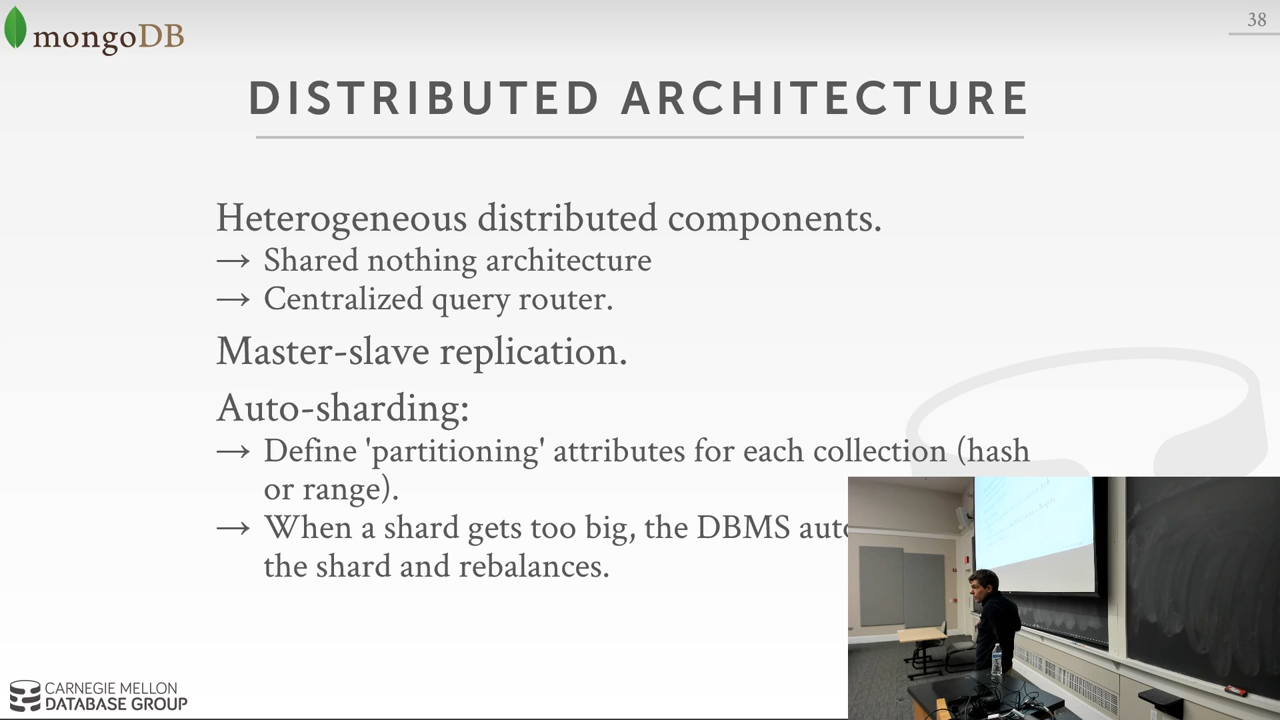 mongoDB
38
DISTRIBUTED ARCHITECTURE
Heterogeneous distributed components.
→ Shared nothing architecture
→ Centralized query router.
Master-slave replication.
Auto-sharding:
→ Define 'partitioning' attributes for each collection (hash
or range).
→ When a shard gets too big, the DBMS
the shard and rebalances.
CARNEGIE MELLON
DATABASE GROUP